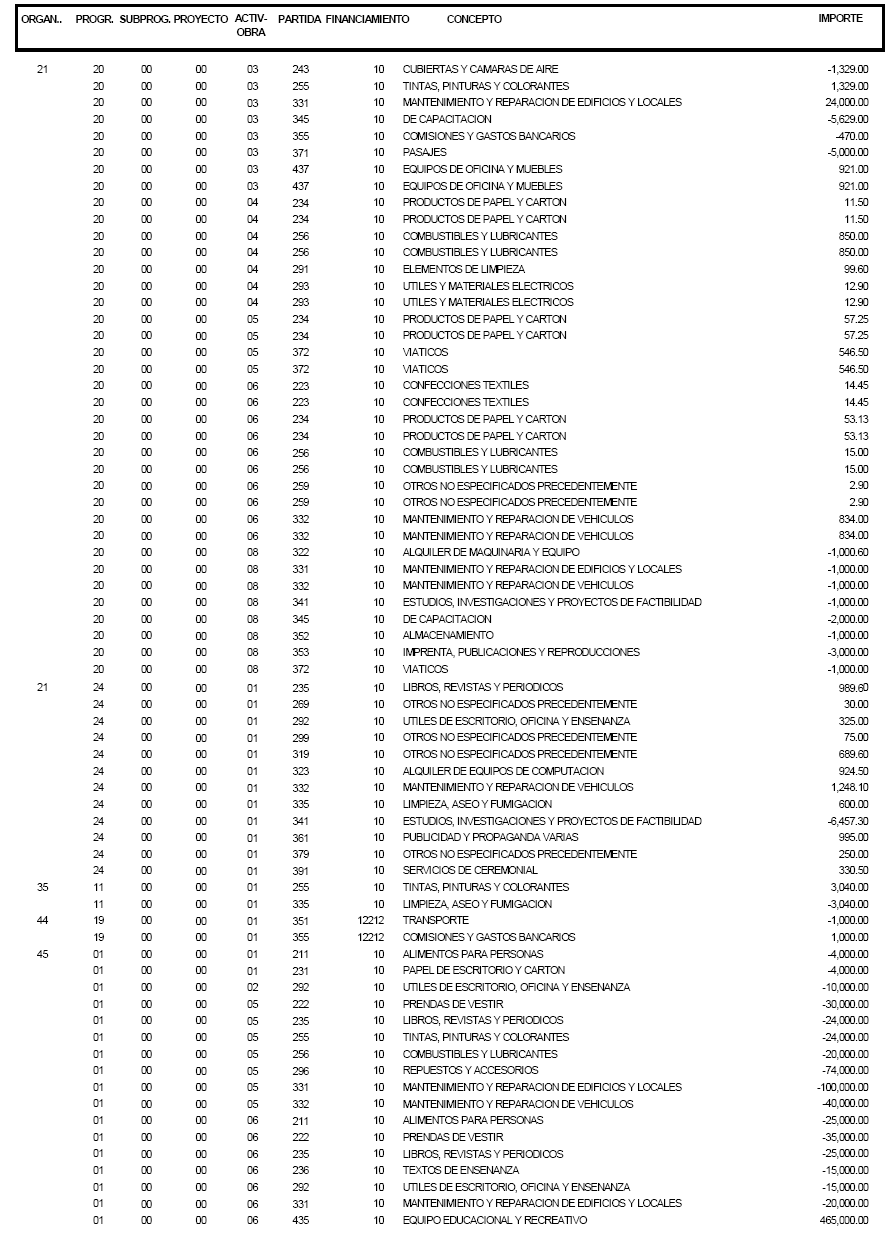 ORGAN.. PROGR. SUBPROG. PROYECTO ACTIV- PARTIDA FINANCIAMIENTO CONCEPTO IMPORTE
OBRA
21 20 00 00 03 243 10 CUBIERTAS Y CAMARAS DE AIRE -1,329.00
20 00 00 03 255 10 TINTAS, PINTURAS Y COLORANTES 1,329.00
20 00 00 03 331 10 MANTENIMIENTO Y REPARACION DE EDIFICIOS Y LOCALES 24,000.00
20 00 00 03 345 10 DE CAPACITACION -5,629.00
20 00 00 03 355 10 COMISIONES Y GASTOS BANCARIOS -470.00
20 00 00 03 371 10 PASAJES -5,000.00
20 00 00 03 437 10 EQUIPOS DE OFICINA Y MUEBLES 921.00
20 00 00 03 437 10 EQUIPOS DE OFICINA Y MUEBLES 921.00
20 00 00 04 234 10 PRODUCTOS DE PAPEL Y CARTON 11.50
20 00 00 04 234 10 PRODUCTOS DE PAPEL Y CARTON 11.50
20 00 00 04 256 10 COMBUSTIBLES Y LUBRICANTES 850.00
20 00 00 04 256 10 COMBUSTIBLES Y LUBRICANTES 850.00
20 00 00 04 291 10 ELEMENTOS DE LIMPIEZA 99.60
20 00 00 04 293 10 UTILES Y MATERIALES ELECTRICOS 12.90
20 00 00 04 293 10 UTILES Y MATERIALES ELECTRICOS 12.90
20 00 00 05 234 10 PRODUCTOS DE PAPEL Y CARTON 57.25
20 00 00 05 234 10 PRODUCTOS DE PAPEL Y CARTON 57.25
20 00 00 05 372 10 VIATICOS 546.50
20 00 00 05 372 10 VIATICOS 546.50
20 00 00 06 223 10 CONFECCIONES TEXTILES 14.45
20 00 00 06 223 10 CONFECCIONES TEXTILES 14.45
20 00 00 06 234 10 PRODUCTOS DE PAPEL Y CARTON 53.13
20 00 00 06 234 10 PRODUCTOS DE PAPEL Y CARTON 53.13
20 00 00 06 256 10 COMBUSTIBLES Y LUBRICANTES 15.00
20 00 00 06 256 10 COMBUSTIBLES Y LUBRICANTES 15.00
20 00 00 06 259 10 OTROS NO ESPECIFICADOS PRECEDENTEMENTE 2.90
20 00 00 06 259 10 OTROS NO ESPECIFICADOS PRECEDENTEMENTE 2.90
20 00 00 06 332 10 MANTENIMIENTO Y REPARACION DE VEHICULOS 834.00
20 00 00 06 332 10 MANTENIMIENTO Y REPARACION DE VEHICULOS 834.00
20 00 00 08 322 10 ALQUILER DE MAQUINARIA Y EQUIPO -1,000.60
20 00 00 08 331 10 MANTENIMIENTO Y REPARACION DE EDIFICIOS Y LOCALES -1,000.00
20 00 00 08 332 10 MANTENIMIENTO Y REPARACION DE VEHICULOS -1,000.00
20 00 00 08 341 10 ESTUDIOS, INVESTIGACIONES Y PROYECTOS DE FACTIBILIDAD -1,000.00
20 00 00 08 345 10 DE CAPACITACION -2,000.00
20 00 00 08 352 10 ALMACENAMIENTO -1,000.00
20 00 00 08 353 10 IMPRENTA, PUBLICACIONES Y REPRODUCCIONES -3,000.00
20 00 00 08 372 10 VIATICOS -1,000.00
21 24 00 00 01 235 10 LIBROS, REVISTAS Y PERIODICOS 989.60
24 00 00 01 269 10 OTROS NO ESPECIFICADOS PRECEDENTEMENTE 30.00
24 00 00 01 292 10 UTILES DE ESCRITORIO, OFICINA Y ENSENANZA 325.00
24 00 00 01 299 10 OTROS NO ESPECIFICADOS PRECEDENTEMENTE 75.00
24 00 00 01 319 10 OTROS NO ESPECIFICADOS PRECEDENTEMENTE 689.60
24 00 00 01 323 10 ALQUILER DE EQUIPOS DE COMPUTACION 924.50
24 00 00 01 332 10 MANTENIMIENTO Y REPARACION DE VEHICULOS 1,248.10
24 00 00 01 335 10 LIMPIEZA, ASEO Y FUMIGACION 600.00
24 00 00 01 341 10 ESTUDIOS, INVESTIGACIONES Y PROYECTOS DE FACTIBILIDAD -6,457.30
24 00 00 01 361 10 PUBLICIDAD Y PROPAGANDA VARIAS 995.00
24 00 00 01 379 10 OTROS NO ESPECIFICADOS PRECEDENTEMENTE 250.00
24 00 00 01 391 10 SERVICIOS DE CEREMONIAL 330.50
35 11 00 00 01 255 10 TINTAS, PINTURAS Y COLORANTES 3,040.00
11 00 00 01 335 10 LIMPIEZA, ASEO Y FUMIGACION -3,040.00
44 19 00 00 01 351 12212 TRANSPORTE -1,000.00
19 00 00 01 355 12212 COMISIONES Y GASTOS BANCARIOS 1,000.00
45 01 00 00 01 211 10 ALIMENTOS PARA PERSONAS -4,000.00
01 00 00 01 231 10 PAPEL DE ESCRITORIO Y CARTON -4,000.00
01 00 00 02 292 10 UTILES DE ESCRITORIO, OFICINA Y ENSENANZA -10,000.00
01 00 00 05 222 10 PRENDAS DE VESTIR -30,000.00
01 00 00 05 235 10 LIBROS, REVISTAS Y PERIODICOS -24,000.00
01 00 00 05 255 10 TINTAS, PINTURAS Y COLORANTES -24,000.00
01 00 00 05 256 10 COMBUSTIBLES Y LUBRICANTES -20,000.00
01 00 00 05 296 10 REPUESTOS Y ACCESORIOS -74,000.00
01 00 00 05 331 10 MANTENIMIENTO Y REPARACION DE EDIFICIOS Y LOCALES -100,000.00
01 00 00 05 332 10 MANTENIMIENTO Y REPARACION DE VEHICULOS -40,000.00
01 00 00 06 211 10 ALIMENTOS PARA PERSONAS -25,000.00
01 00 00 06 222 10 PRENDAS DE VESTIR -35,000.00
01 00 00 06 235 10 LIBROS, REVISTAS Y PERIODICOS -25,000.00
01 00 00 06 236 10 TEXTOS DE ENSENANZA -15,000.00
01 00 00 06 292 10 UTILES DE ESCRITORIO, OFICINA Y ENSENANZA -15,000.00
01 00 00 06 331 10 MANTENIMIENTO Y REPARACION DE EDIFICIOS Y LOCALES -20,000.00
01 00 00 06 435 10 EQUIPO EDUCACIONAL Y RECREATIVO 465,000.00